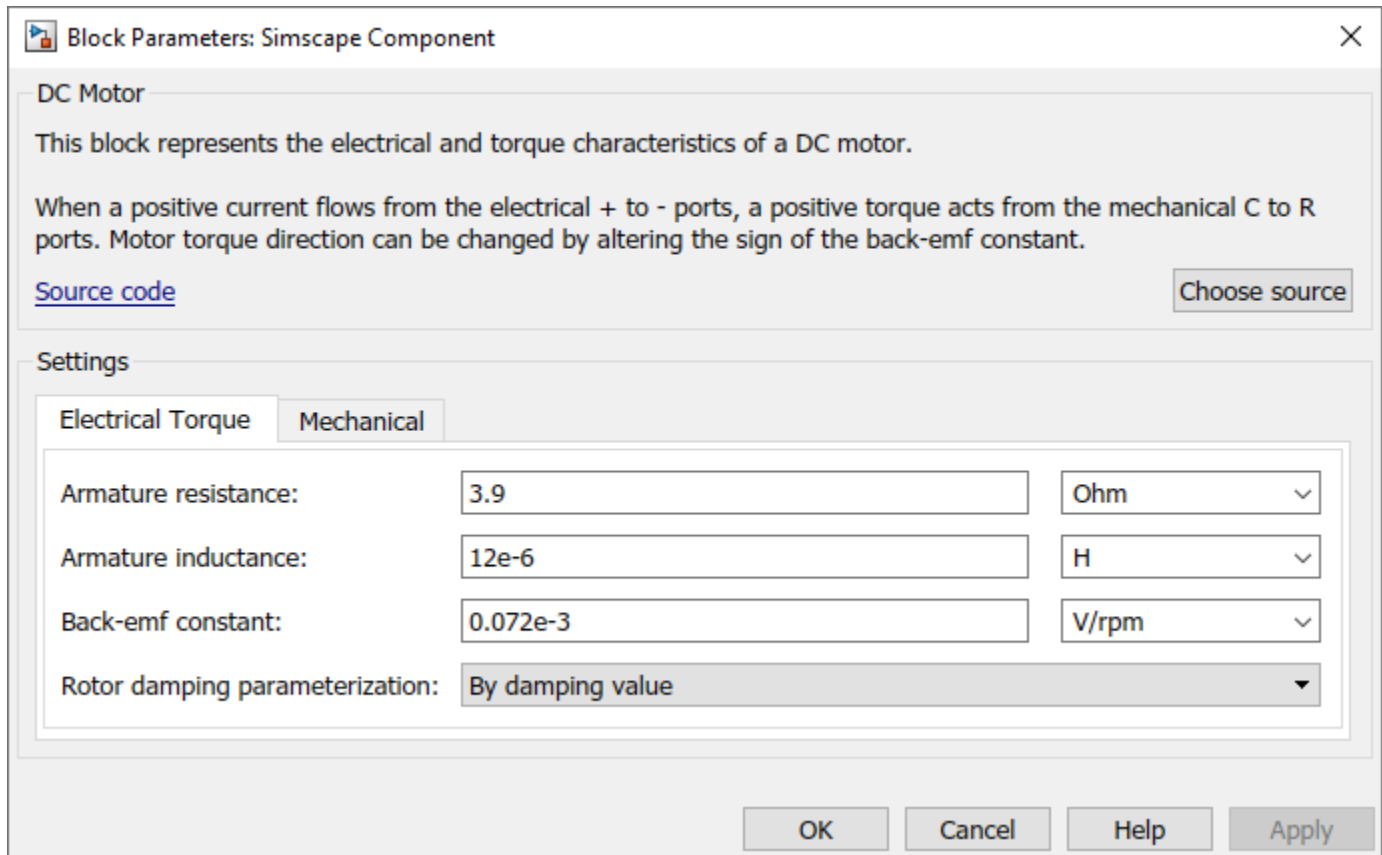 Block Parameters: Simscape Component
DC Motor
This block represents the electrical and torque characteristics of a DC motor.
When a positive current flows from the electrical + to - ports, a positive torque acts from the mechanical C to R
ports. Motor torque direction can be changed by altering the sign of the back-emf constant.
Source code
Choose source
Settings
Electrical Torque
Mechanical
Armature resistance: 3.9 Ohm
Armature inductance: 12e-6 H
Back-emf constant: 0.072e-3 V/rpm
Rotor damping parameterization: By damping value
OK Cancel Help Apply